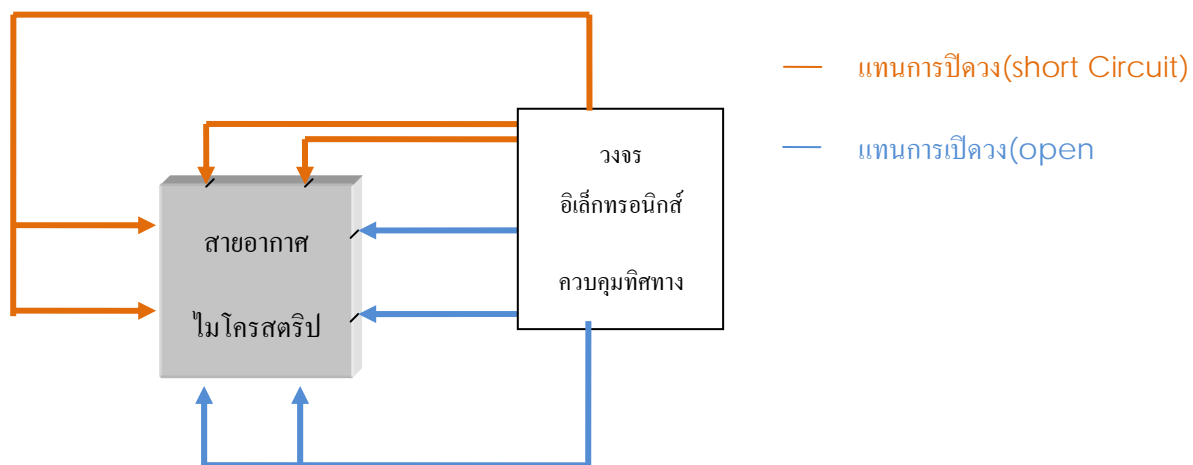 แทนการปิดวง(short Circuit)
แทนการเปิดวง(open
วงจร
อิเล็กทรอนิกส์
ควบคุมทิศทาง
สายอากาศ
ไมโครสตริป